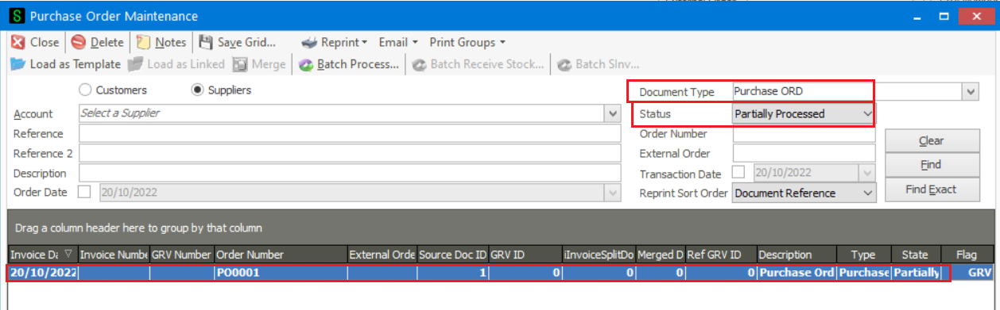 S Purchase Order Maintenance
Close Delete Notes Save Grid... Reprint Email Print Groups
Load as Template Load as Linked Merge Batch Process... Batch Receive Stock... Batch SInv...
Customers Suppliers
Document Type Purchase ORD
Account Select a Supplier
Status Partially Processed
Reference
Order Number
Reference 2
External Order
Description
Transaction Date 20/10/2022
Order Date 20/10/2022
Reprint Sort Order Document Reference
Clear
Find
Find Exact
Drag a column header here to group by that column
Invoice Da Invoice Numbe GRV Number Order Number External Orde Source Doc ID GRV ID iInvoiceSplitDo Merged D Ref GRV ID Description Type State Flag
20/10/2022 PO0001 1 0 0 0 0 Purchase Ord Purchase Partially GRV